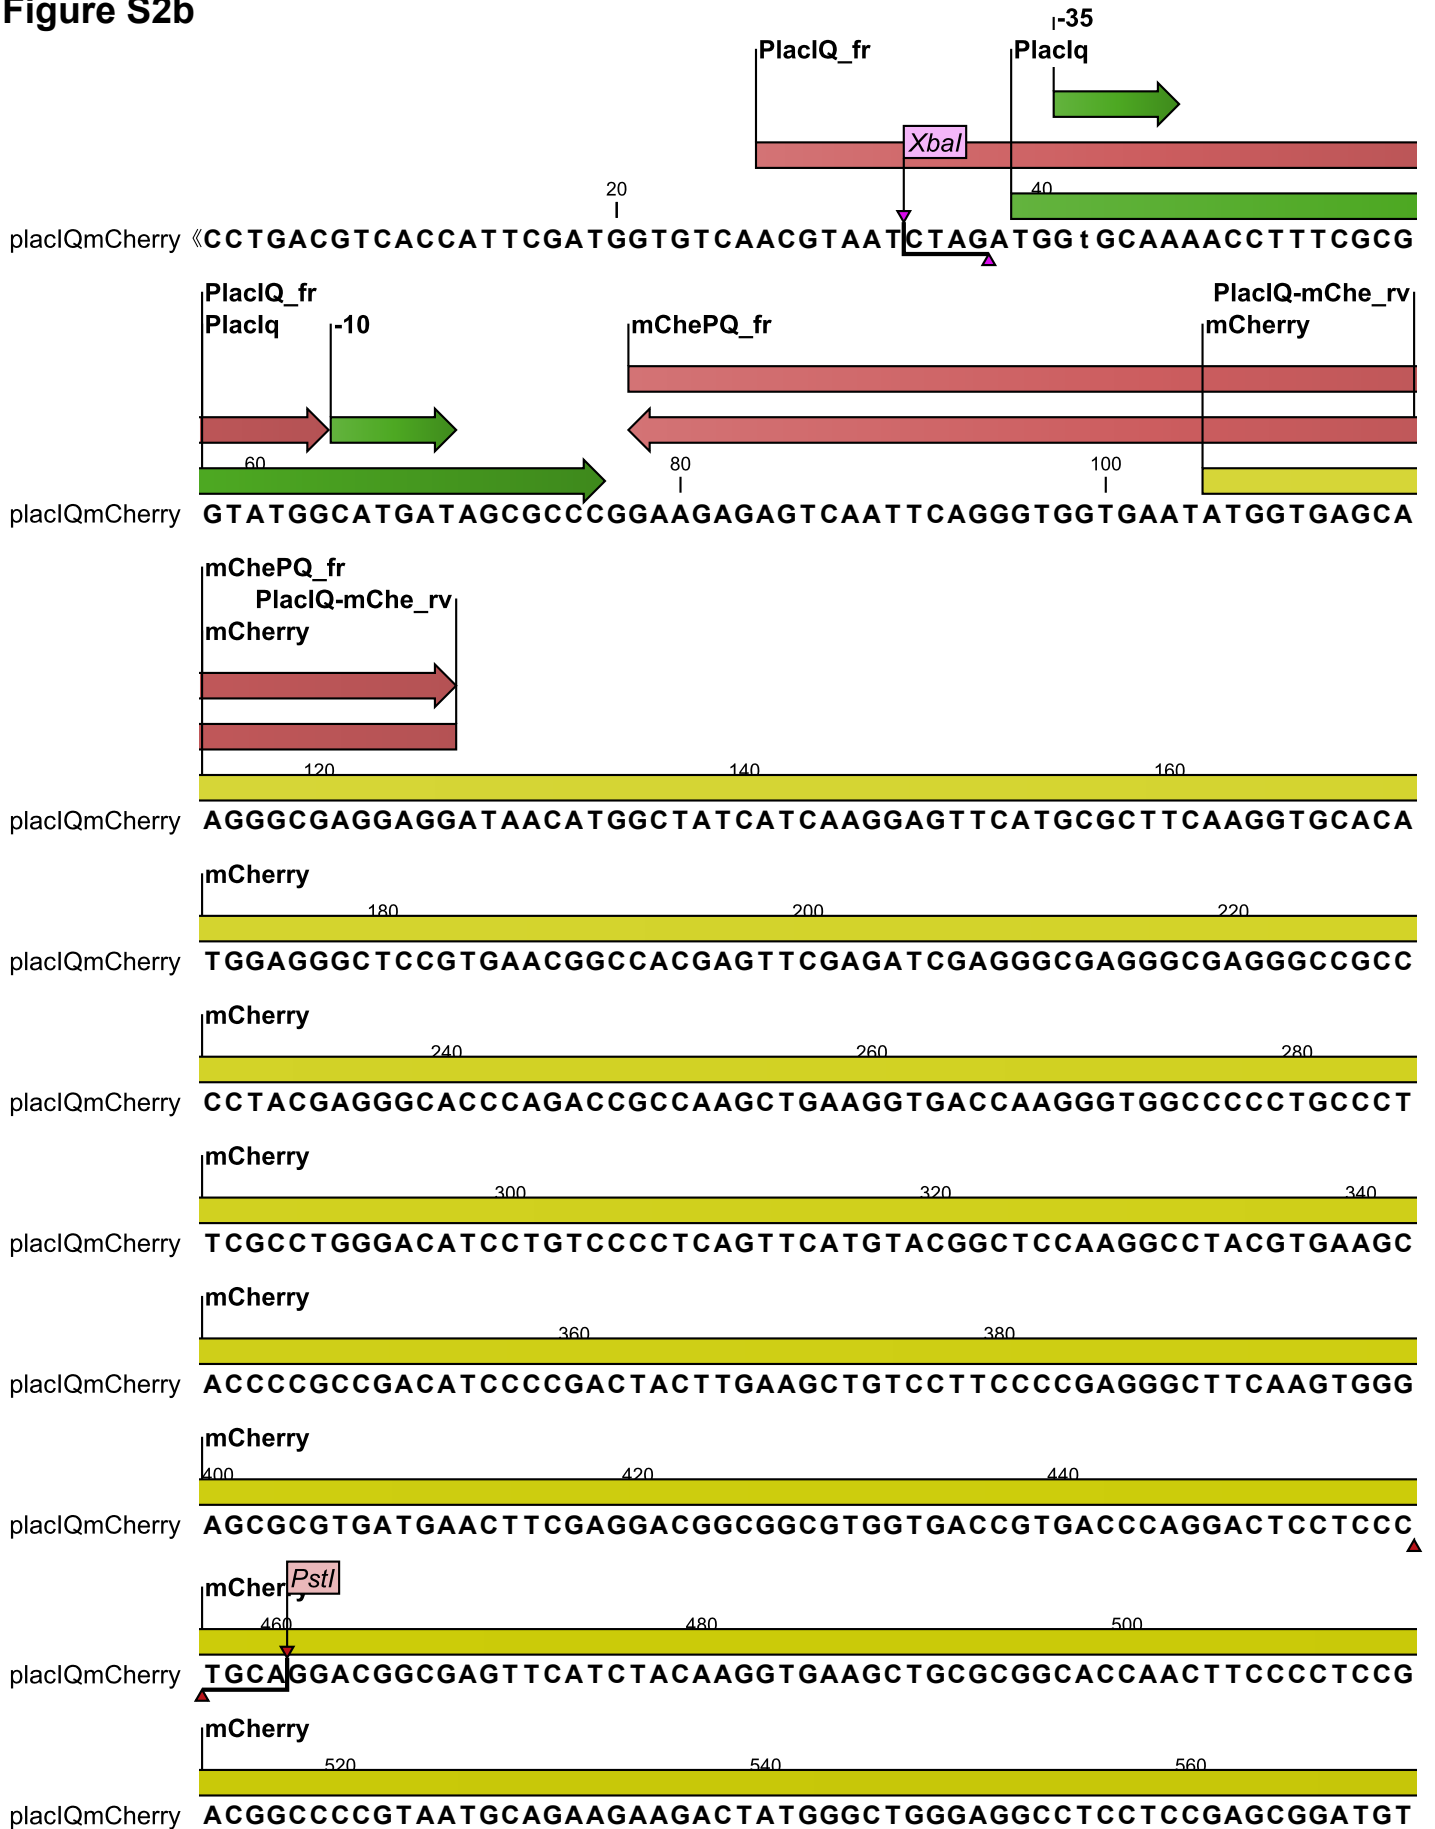 Figure S2b
-35
PlacIQ_fr PlacIq
XbaI
20 40
placIQmCherry 《CCTGACGTCACCATTCGATGGTGTCAACGTAATCTAGATGGtGCAAAACCTTTCGCG
PlacIQ_fr PlacIQ-mChe_rv
PlacIq -10 mChePQ_fr mCherry
60 80 100
placIQmCherry GTATGGCATGATAGCGCCCGGAAGAGAGTCAATTCAGGGTGGTGAATATGGTGAGCA
mChePQ_fr
PlacIQ-mChe_rv
mCherry
120 140 160
placIQmCherry AGGGCGAGGAGGATAACATGGCTATCATCAAGGAGTTCATGCGCTTCAAGGTGCACA
mCherry
180 200 220
placIQmCherry TGGAGGGCTCCGTGAACGGCCACGAGTTCGAGATCGAGGGCGAGGGCGAGGGCCGCC
mCherry
240 260 280
placIQmCherry CCTACGAGGGCACCCAGACCGCCAAGCTGAAGGTGACCAAGGGTGGCCCCCTGCCCT
mCherry
300 320 340
placIQmCherry TCGCCTGGGACATCCTGTCCCCTCAGTTCATGTACGGCTCCAAGGCCTACGTGAAGC
mCherry
360 380
placIQmCherry ACCCCGCCGACATCCCCGACTACTTGAAGCTGTCCTTCCCCGAGGGCTTCAAGTGGG
mCherry
400 420 440
placIQmCherry AGCGCGTGATGAACTTCGAGGACGGCGGCGTGGTGACCGTGACCCAGGACTCCTCCC
PstI
mCherry
460 480 500
placIQmCherry TGCAGGACGGCGAGTTCATCTACAAGGTGAAGCTGCGCGGCACCAACTTCCCCTCCG
mCherry
520 540 560
placIQmCherry ACGGCCCCGTAATGCAGAAGAAGACTATGGGCTGGGAGGCCTCCTCCGAGCGGATGT